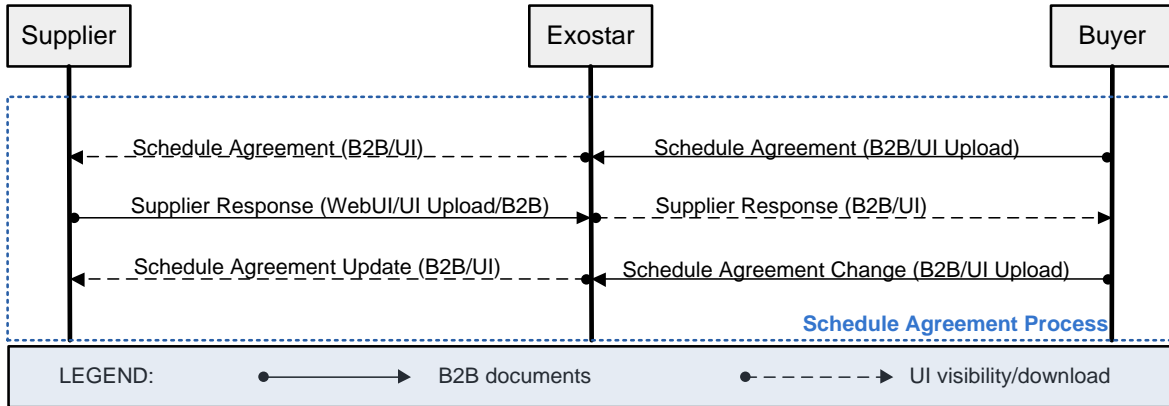 Supplier Exostar Buyer
Schedule Agreement (B2B/UI) Schedule Agreement (B2B/UI Upload)
Supplier Response (WebUI/UI Upload/B2B) Supplier Response (B2B/UI)
Schedule Agreement Update (B2B/UI) Schedule Agreement Change (B2B/UI Upload)
Schedule Agreement Process
LEGEND: B2B documents UI visibility/download